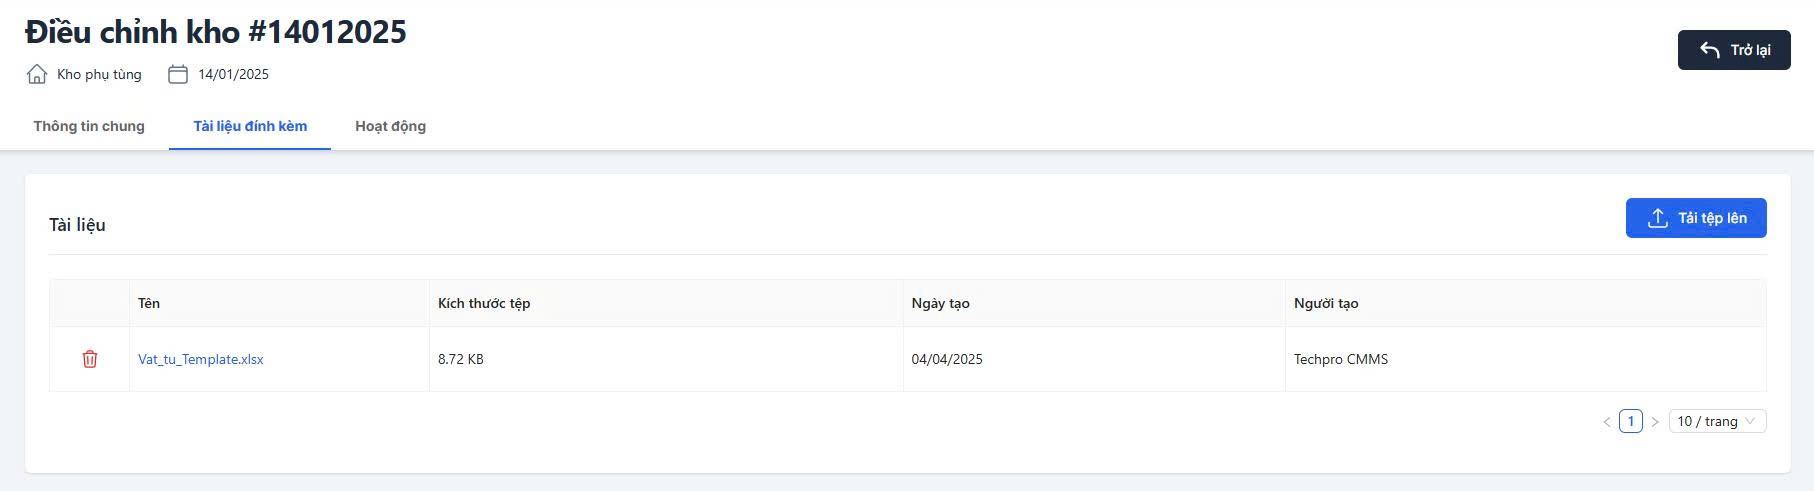 Điều chỉnh kho #14012025
Trở lại
Kho phụ tùng 14/01/2025
Thông tin chung Tài liệu đính kèm Hoạt động
Tài liệu
Tải tệp lên
Tên Kích thước tệp Ngày tạo Người tạo
Vat_tu_Template.xlsx 8.72 KB 04/04/2025 Techpro CMMS
< 1 > 10 / trang